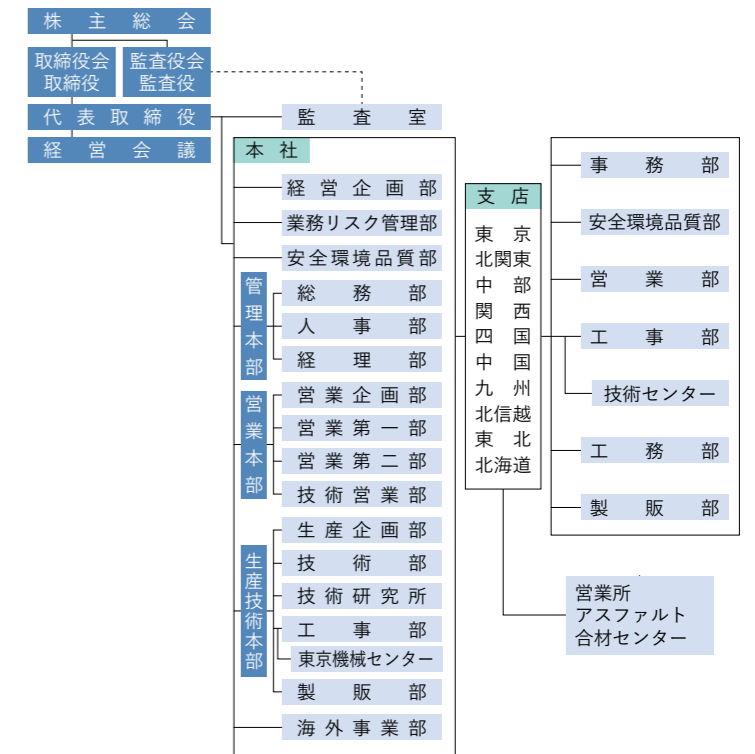 株主総会
取締役会
取締役
監査役会
監査役
代表取締役
経営会議
監査室
本社
経営企画部
業務リスク管理部
安全環境品質部
管理本部
総務部
人事部
経理部
営業本部
営業企画部
営業第一部
営業第二部
技術営業部
生産技術本部
生産企画部
技術部
技術研究所
工事部
東京機械センター
製販部
海外事業部
支店
東京
北関東
中部
関西
四国
中国
九州
北信越
東北
北海道
事務部
安全環境品質部
営業部
工事部
技術センター
工務部
製販部
営業所
アスファルト
合材センター